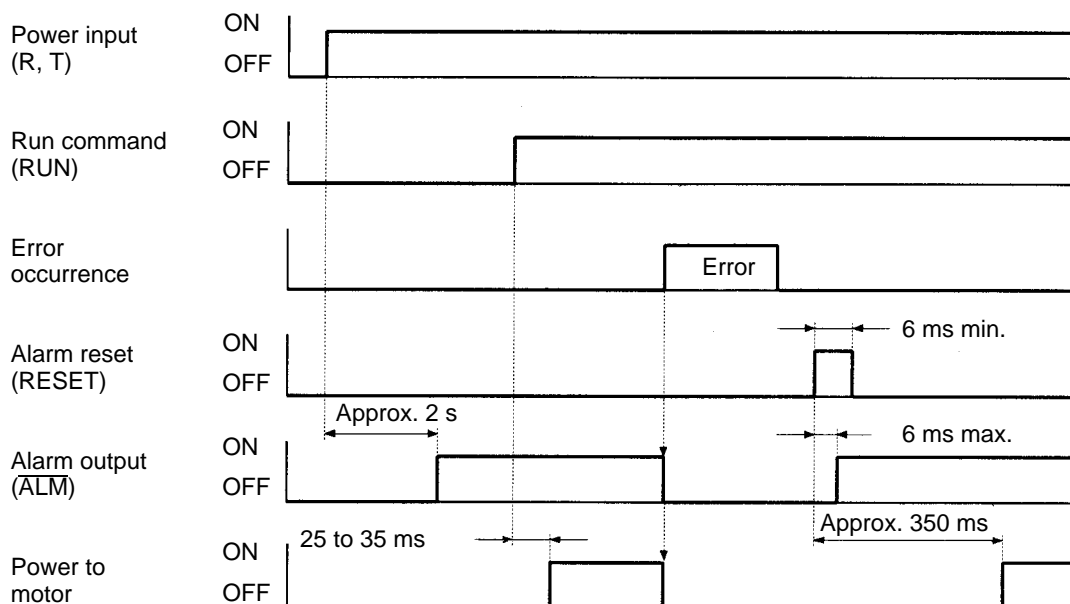 Power input
(R, T)
ON
OFF
Run command
(RUN)
ON
OFF
Error
occurrence
Error
Alarm reset
(RESET)
ON
OFF
6 ms min.
Approx. 2 s
Alarm output
(ALM)
ON
OFF
6 ms max.
Approx. 350 ms
25 to 35 ms
Power to
motor
ON
OFF